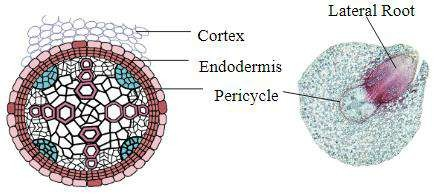 Lateral Root
Cortex
Endodermis
Pericycle